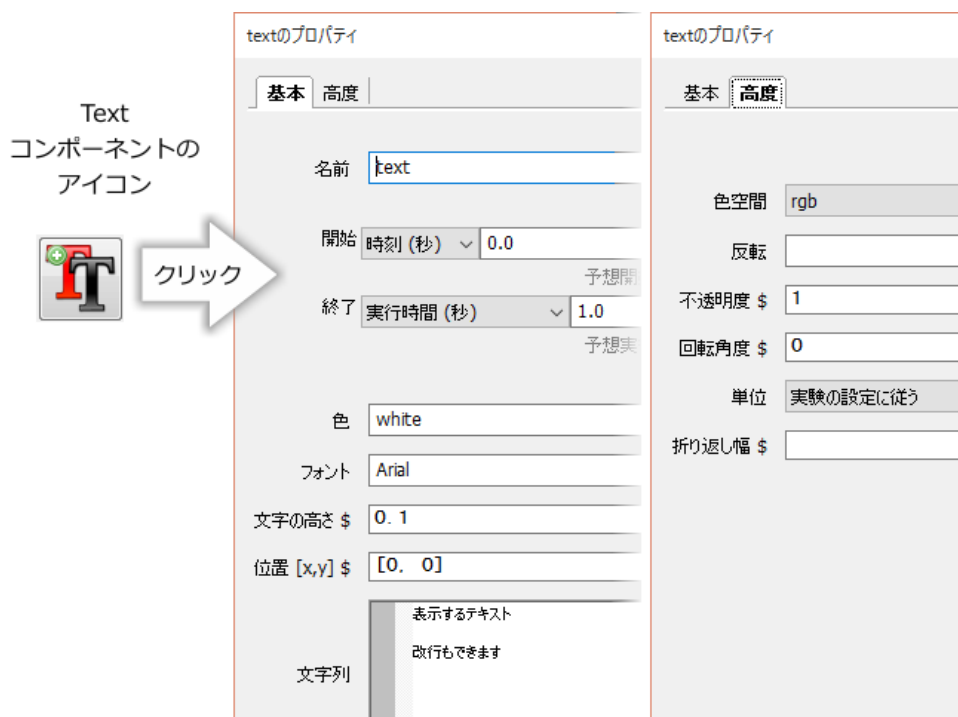 Text
コンポーネントの
アイコン
クリック
textのプロパティ
基本 高度
名前 text
開始 時刻 (秒) 0.0
予想開
終了 実行時間 (秒) 1.0
予想実
色 white
フォント Arial
文字の高さ $ 0.1
位置 [x,y] $ [0, 0]
文字列
表示するテキスト
改行もできます
textのプロパティ
基本 高度
色空間 rgb
反転
不透明度 $ 1
回転角度 $ 0
単位 実験の設定に従う
折り返し幅 $